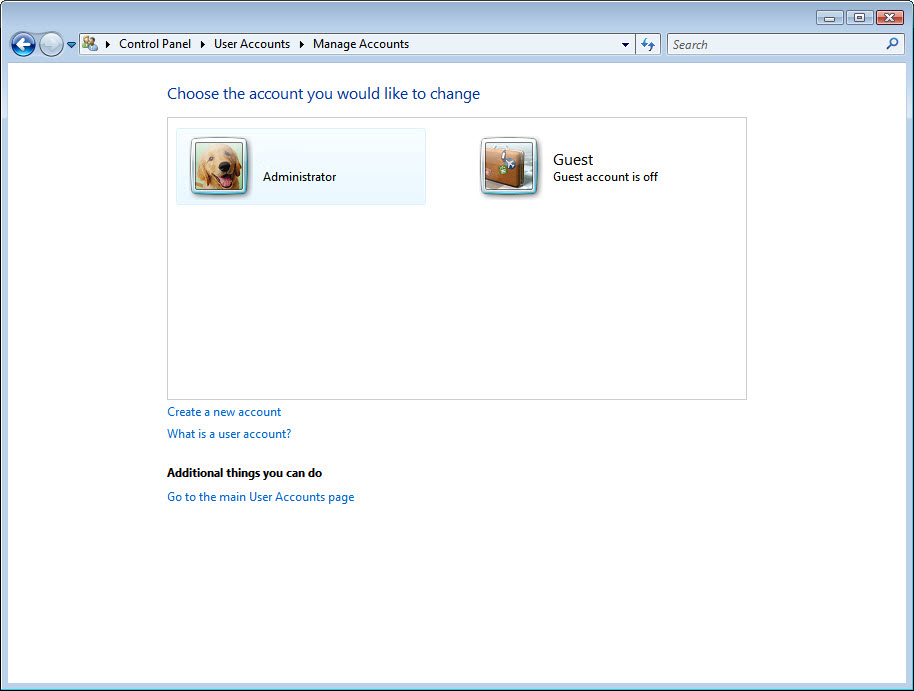 Control Panel User Accounts Manage Accounts Search
Choose the account you would like to change
Administrator
Guest
Guest account is off
Create a new account
What is a user account?
Additional things you can do
Go to the main User Accounts page